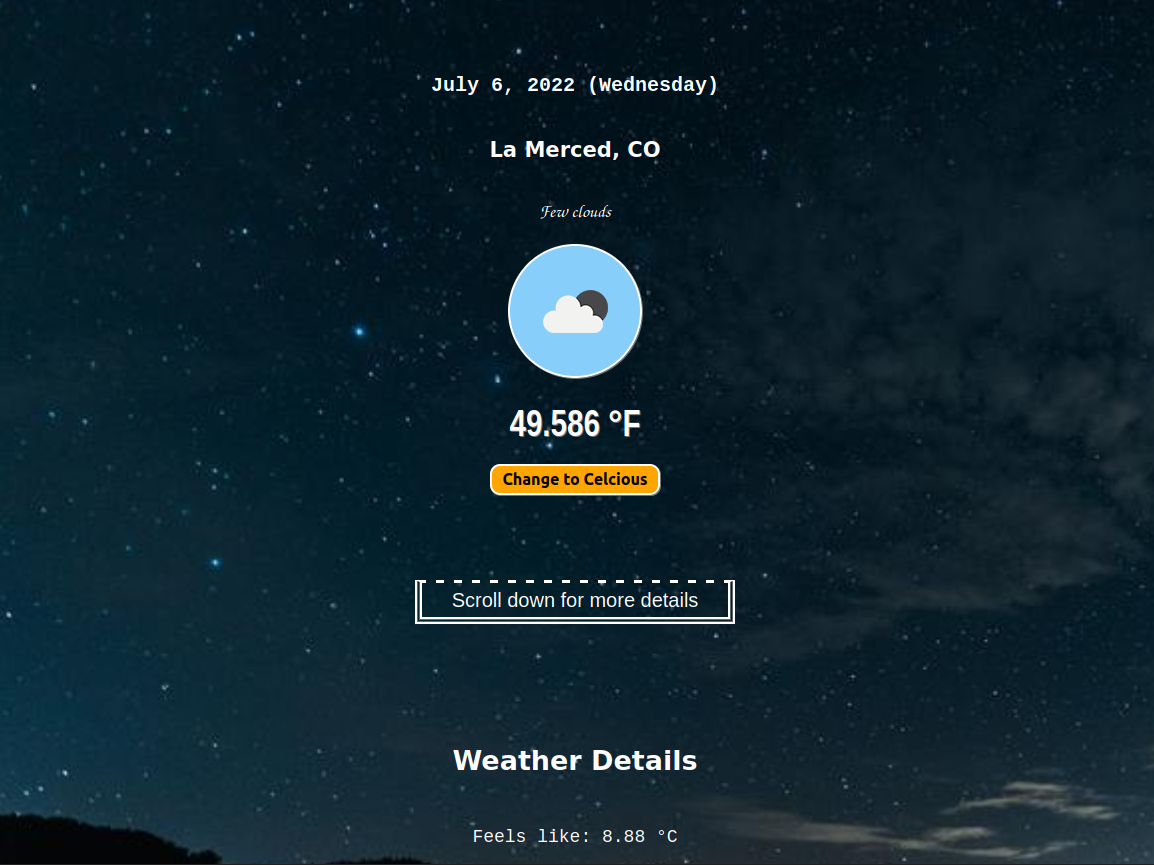 July 6, 2022 (Wednesday)
La Merced, CO
Few clouds
49.586 °F
Change to Celcious
Scroll down for more details
Weather Details
Feels like: 8.88 °C